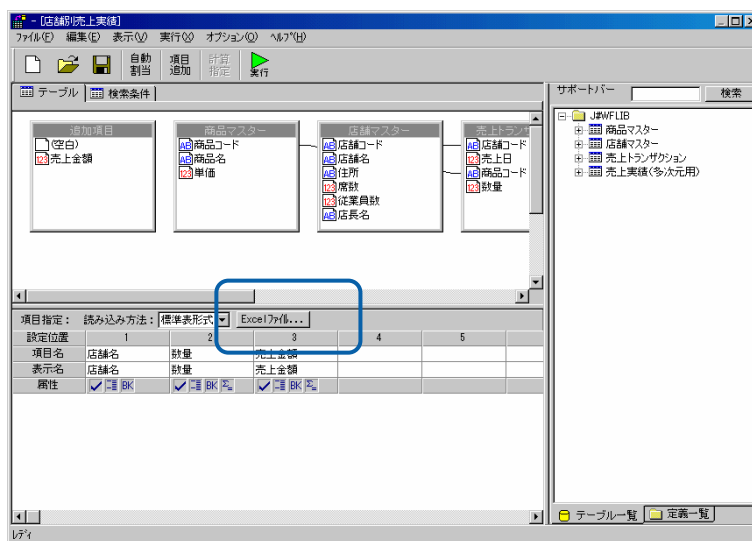 - [店舗別売上実績]
ファイル(F) 編集(E) 表示(V) 実行(X) オプション(O) ヘルプ(H)
自動割当 項目追加 計算指定 実行
テーブル 検索条件
サポートバー 検索
追加項目
(空白)
売上金額
商品マスター
商品コード
商品名
単価
店舗マスター
店舗コード
店舗名
住所
席数
従業員数
店長名
売上トランザ
店舗コード
売上日
商品コード
数量
J#WFLIB
商品マスター
店舗マスター
売上トランザクション
売上実績(多次元用)
項目指定: 読み込み方法: 標準表形式 Excelファイル...
設定位置 1 2 3 4 5
項目名 店舗名 数量 売上金額
表示名 店舗名 数量 売上金額
属性 BK BK Σ BK Σ
テーブル一覧 定義一覧
レディ